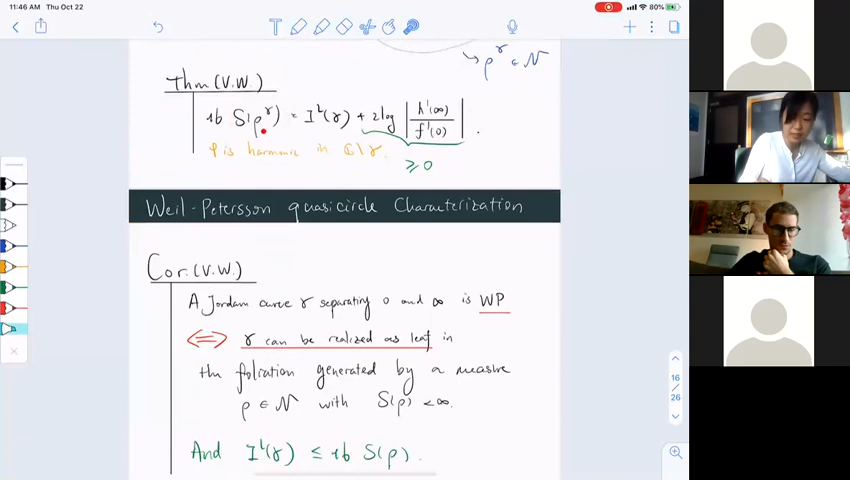 11:46 AM Thu Oct 22
80%
ρ^γ ∈ N
Thm (V.W)
16 S(ρ^γ) = I^L(γ) + 2 log |h'(∞) / f'(0)| .
φ is harmonic in ℂ\γ.
≥ 0
Weil-Petersson quasicircle Characterization
Cor. (V.W.)
A Jordan curve γ separating 0 and ∞ is WP
⟺ γ can be realized as leaf in
the foliation generated by a measure
ρ ∈ N with S(ρ) < ∞.
And I^L(γ) ≤ 16 S(ρ).
16
/
26